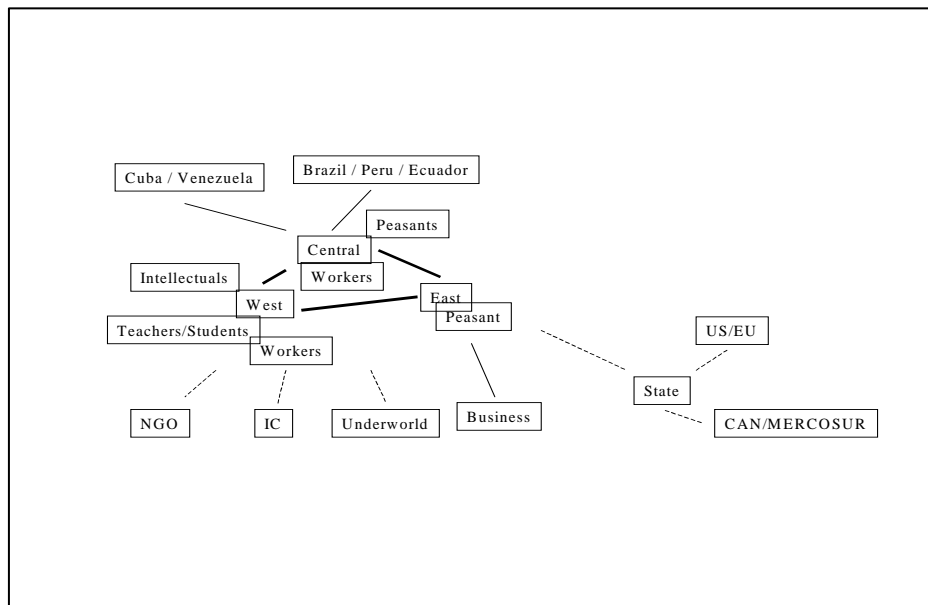 Cuba / Venezuela
Brazil / Peru / Ecuador
Peasants
Central
Workers
Intellectuals
West
East
Peasant
Teachers/Students
Workers
US/EU
State
NGO
IC
Underworld
Business
CAN/MERCOSUR